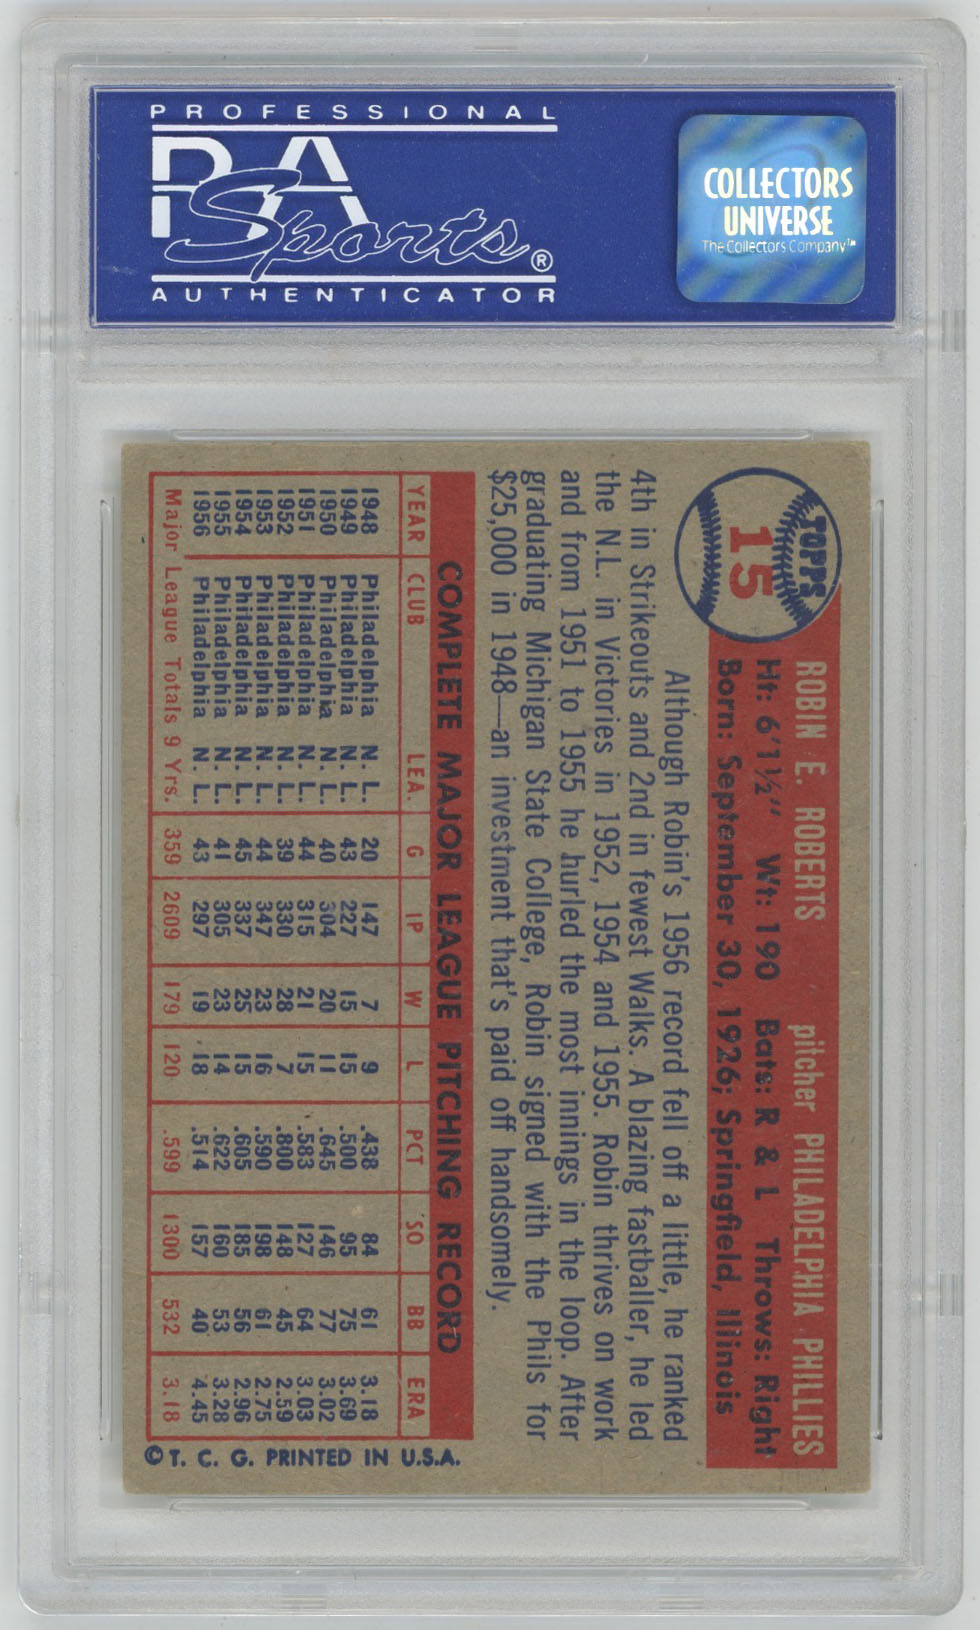 PROFESSIONAL
PSA
Sports®
AUTHENTICATOR
COLLECTORS
UNIVERSE
The Collectors Company™
TOPPS
15
ROBIN E. ROBERTS pitcher PHILADELPHIA PHILLIES
Ht: 6'1½" Wt: 190 Bats: R & L Throws: Right
Born: September 30, 1926; Springfield, Illinois
Although Robin's 1956 record fell off a little, he ranked
4th in Strikeouts and 2nd in fewest Walks. A blazing fastballer, he led
the N.L. in Victories in 1952, 1954 and 1955. Robin thrives on work
and from 1951 to 1955 he hurled the most innings in the loop. After
graduating Michigan State College, Robin signed with the Phils for
$25,000 in 1948—an investment that's paid off handsomely.
COMPLETE MAJOR LEAGUE PITCHING RECORD
YEAR CLUB LEA. G IP W L PCT SO BB ERA
1948 Philadelphia N. L. 20 147 7 9 .438 84 61 3.18
1949 Philadelphia N. L. 43 227 15 15 .500 95 75 3.69
1950 Philadelphia N. L. 40 304 20 11 .645 146 77 3.02
1951 Philadelphia N. L. 44 315 21 15 .583 127 64 3.03
1952 Philadelphia N. L. 39 330 28 7 .800 148 45 2.59
1953 Philadelphia N. L. 44 347 23 16 .590 198 61 2.75
1954 Philadelphia N. L. 45 337 25 15 .605 185 56 2.96
1955 Philadelphia N. L. 41 305 23 14 .622 160 53 3.28
1956 Philadelphia N. L. 43 297 19 18 .514 157 40 4.45
Major League Totals 9 Yrs. 359 2609 179 120 .599 1300 532 3.18
© T. C. G. PRINTED IN U.S.A.